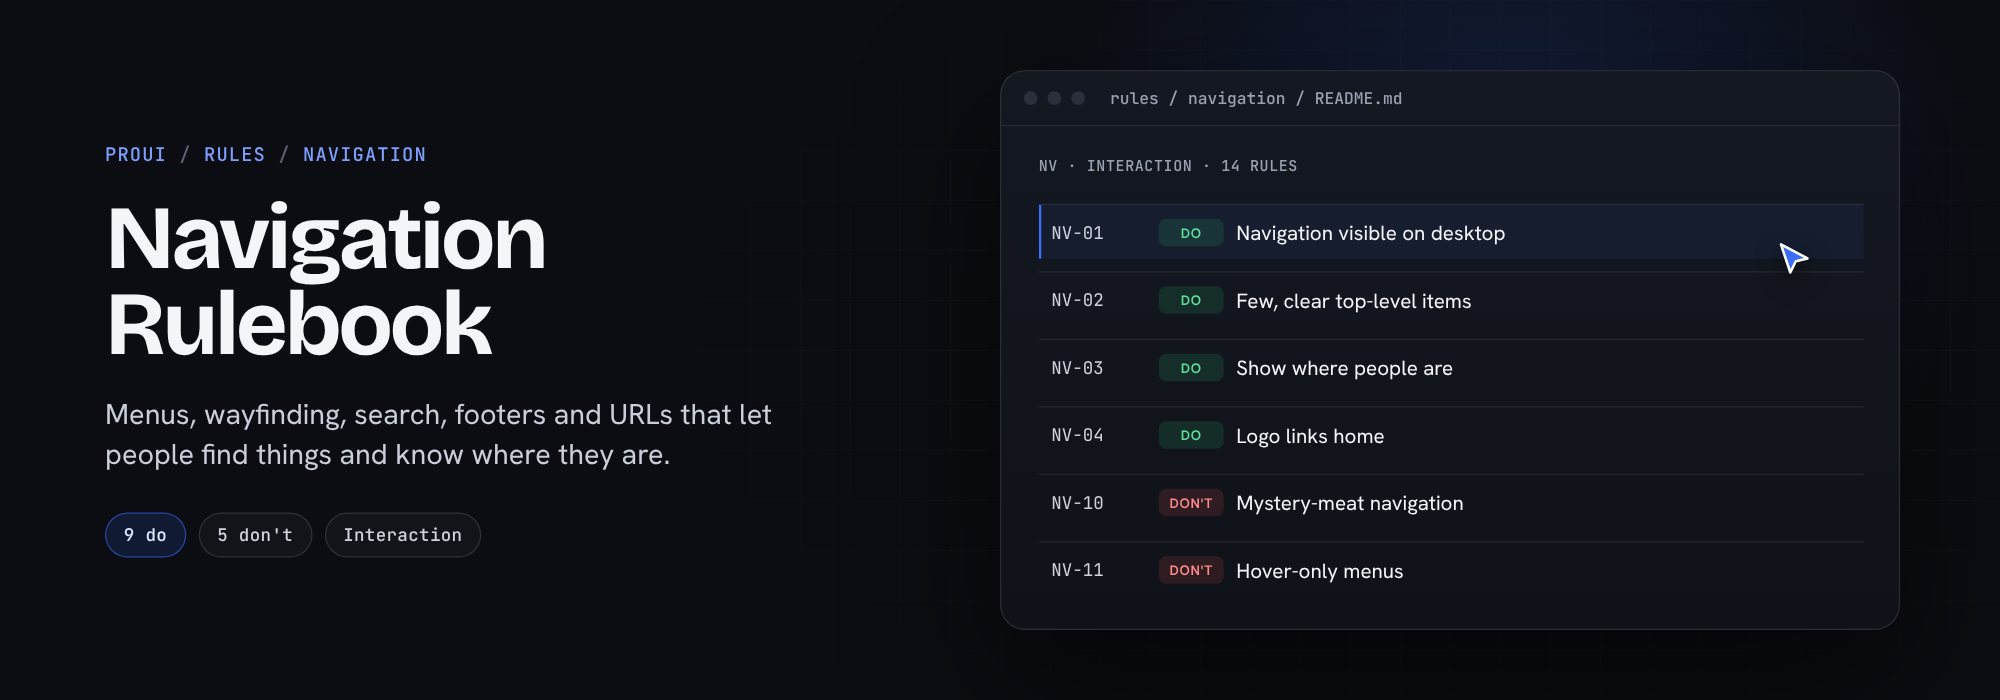 PROUI / RULES / NAVIGATION
Navigation
Rulebook
Menus, wayfinding, search, footers and URLs that let
people find things and know where they are.
9 do
5 don't
Interaction
rules / navigation / README.md
NV · INTERACTION · 14 RULES
NV-01 DO Navigation visible on desktop
NV-02 DO Few, clear top-level items
NV-03 DO Show where people are
NV-04 DO Logo links home
NV-10 DON'T Mystery-meat navigation
NV-11 DON'T Hover-only menus